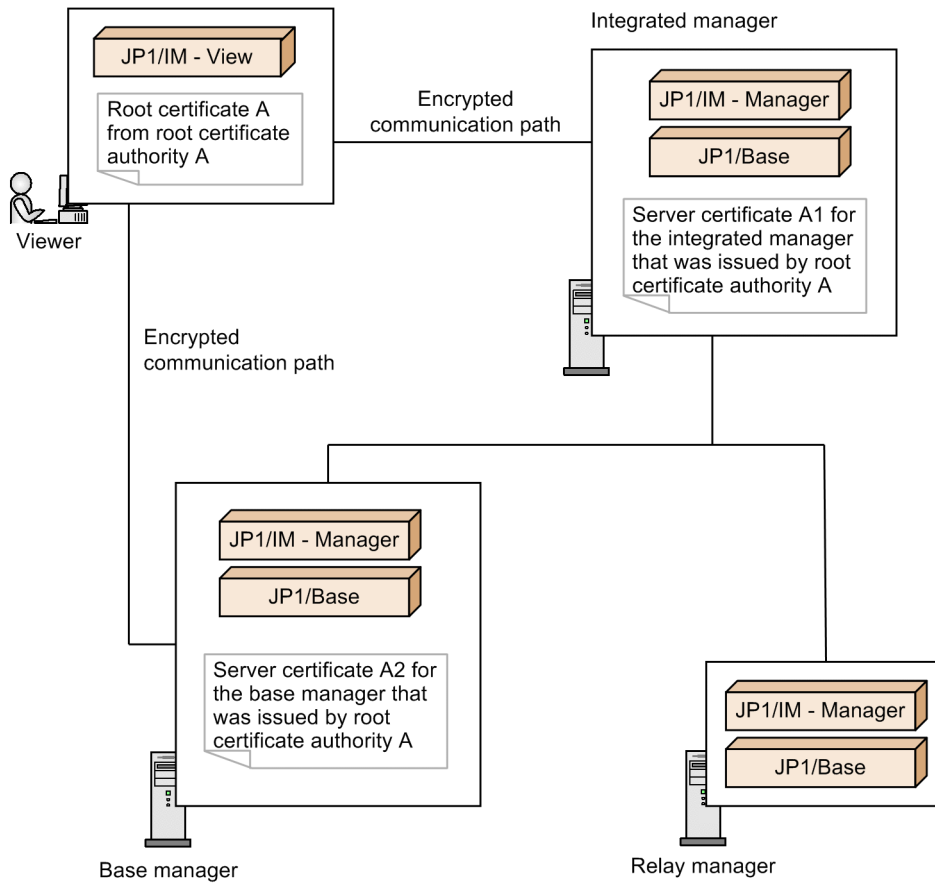 Integrated manager
JP1/IM - View
Root certificate A
from root certificate
authority A
Viewer
Encrypted
communication path
JP1/IM - Manager
JP1/Base
Server certificate A1 for
the integrated manager
that was issued by root
certificate authority A
Encrypted
communication path
JP1/IM - Manager
JP1/Base
Server certificate A2 for
the base manager that
was issued by root
certificate authority A
Base manager
JP1/IM - Manager
JP1/Base
Relay manager